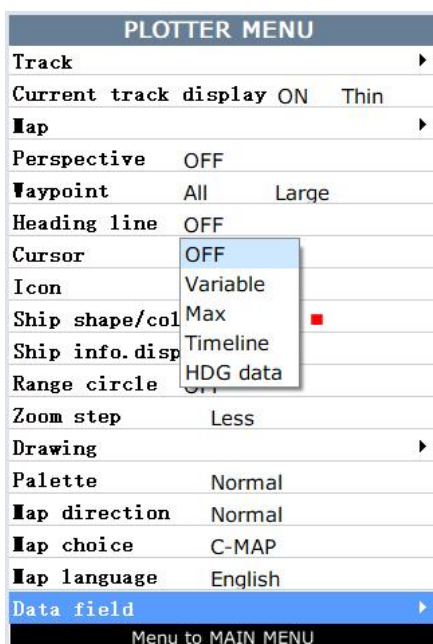 PLOTTER MENU
Track
Current track display ON Thin
Map
Perspective OFF
Waypoint All Large
Heading line OFF
Cursor OFF
Icon Variable
Ship shape/col Max
Ship info.disp Timeline
HDG data
Range circle OFF
Zoom step Less
Drawing
Palette Normal
Map direction Normal
Map choice C-MAP
Map language English
Data field
Menu to MAIN MENU